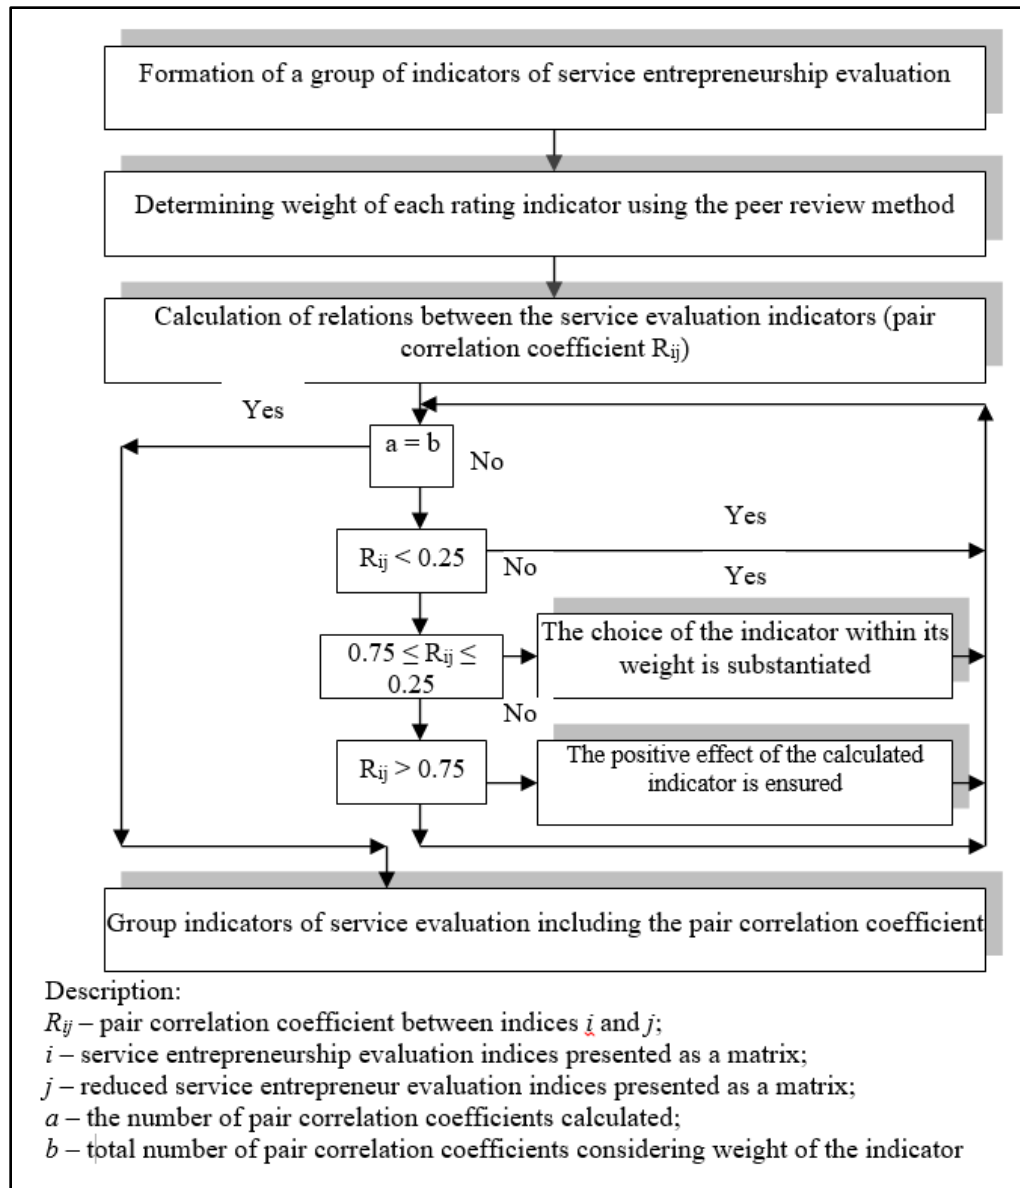 Formation of a group of indicators of service entrepreneurship evaluation
Determining weight of each rating indicator using the peer review method
Calculation of relations between the service evaluation indicators (pair
correlation coefficient Rij)
Yes
a = b
No
Yes
Rij < 0.25
No
Yes
0.75 ≤ Rij ≤
0.25
The choice of the indicator within its
weight is substantiated
No
Rij > 0.75
The positive effect of the calculated
indicator is ensured
Group indicators of service evaluation including the pair correlation coefficient
Description:
Rij – pair correlation coefficient between indices i and j;
i – service entrepreneurship evaluation indices presented as a matrix;
j – reduced service entrepreneur evaluation indices presented as a matrix;
a – the number of pair correlation coefficients calculated;
b – total number of pair correlation coefficients considering weight of the indicator